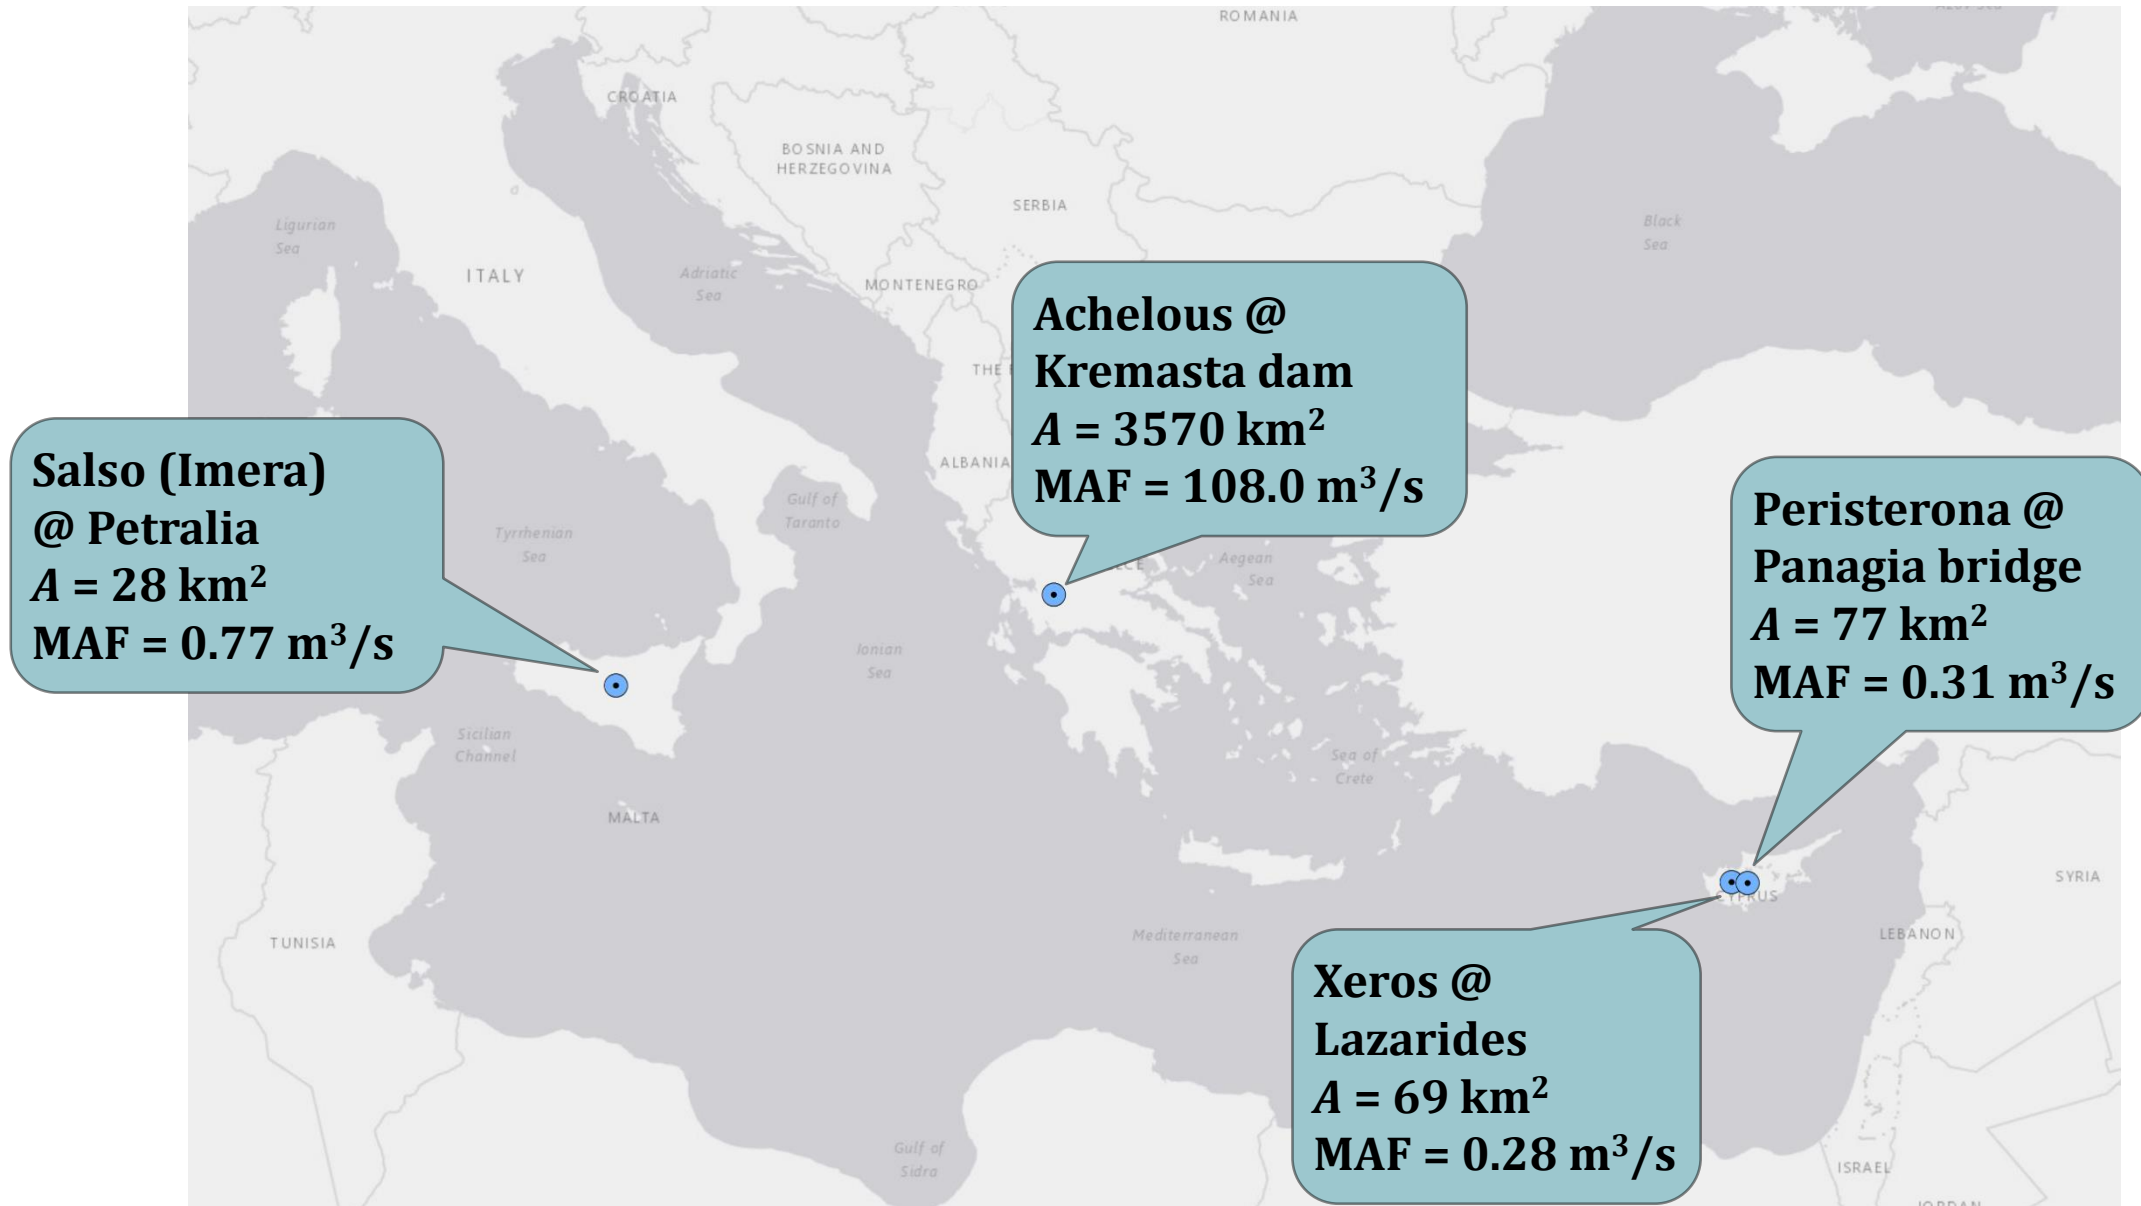 ROMANIA
CROATIA
BOSNIA AND
HERZEGOVINA
SERBIA
Ligurian
Sea
Black
Sea
ITALY
Adriatic
Sea
MONTENEGRO
Achelous @
Kremasta dam
A = 3570 km²
MAF = 108.0 m³/s
THE
ALBANIA
Salso (Imera)
@ Petralia
A = 28 km²
MAF = 0.77 m³/s
Gulf of
Taranto
Tyrrhenian
Sea
Aegean
Sea
Peristerona @
Panagia bridge
A = 77 km²
MAF = 0.31 m³/s
Ionian
Sea
Sicilian
Channel
Sea of
Crete
MALTA
SYRIA
CYPRUS
TUNISIA
Mediterranean
Sea
LEBANON
Xeros @
Lazarides
A = 69 km²
MAF = 0.28 m³/s
Gulf of
Sidra
ISRAEL
JORDAN